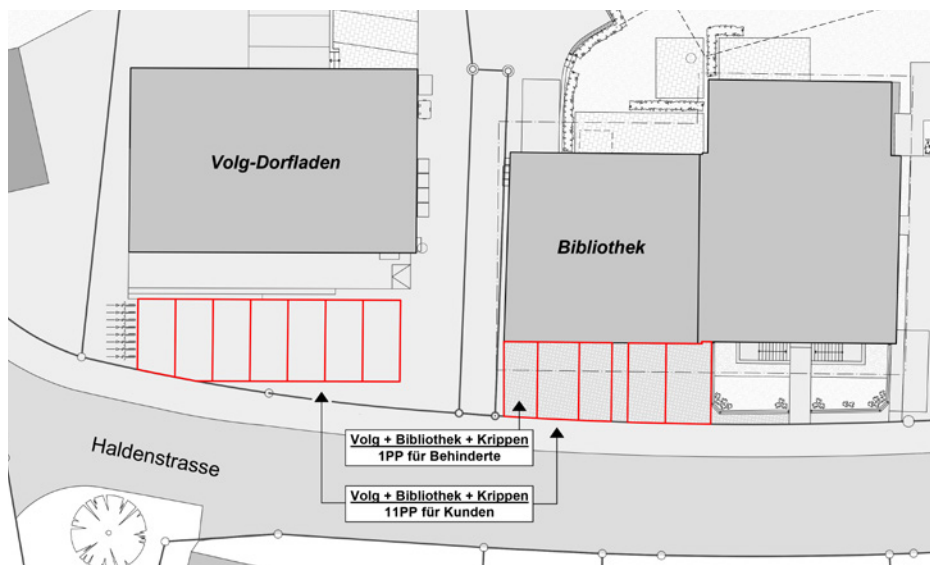 Volg-Dorfladen
Bibliothek
Volg + Bibliothek + Krippen
1PP für Behinderte
Haldenstrasse
Volg + Bibliothek + Krippen
11PP für Kunden